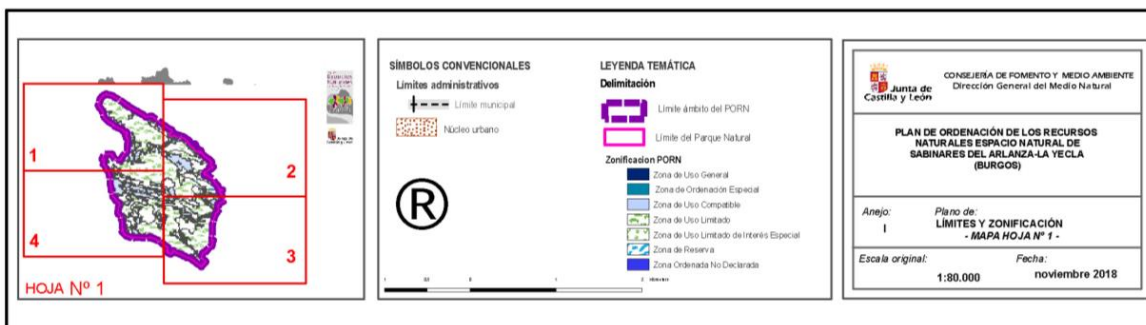 1
2
4
3
HOJA Nº 1
SÍMBOLOS CONVENCIONALES
Límites administrativos
Límite municipal
Núcleo urbano
®
LEYENDA TEMÁTICA
Delimitación
Límite ámbito del PORN
Límite del Parque Natural
Zonificacion PORN
Zona de Uso General
Zona de Ordenación Especial
Zona de Uso Compatible
Zona de Uso Limitado
Zona de Uso Limitado de Interés Especial
Zona de Reserva
Zona Ordenada No Declarada
Junta de
Castilla y León
CONSEJERÍA DE FOMENTO Y MEDIO AMBIENTE
Dirección General del Medio Natural
PLAN DE ORDENACIÓN DE LOS RECURSOS
NATURALES ESPACIO NATURAL DE
SABINARES DEL ARLANZA-LA YECLA
(BURGOS)
Anejo:
I
Plano de:
LÍMITES Y ZONIFICACIÓN
- MAPA HOJA Nº 1 -
Escala original:
1:80.000
Fecha:
noviembre 2018